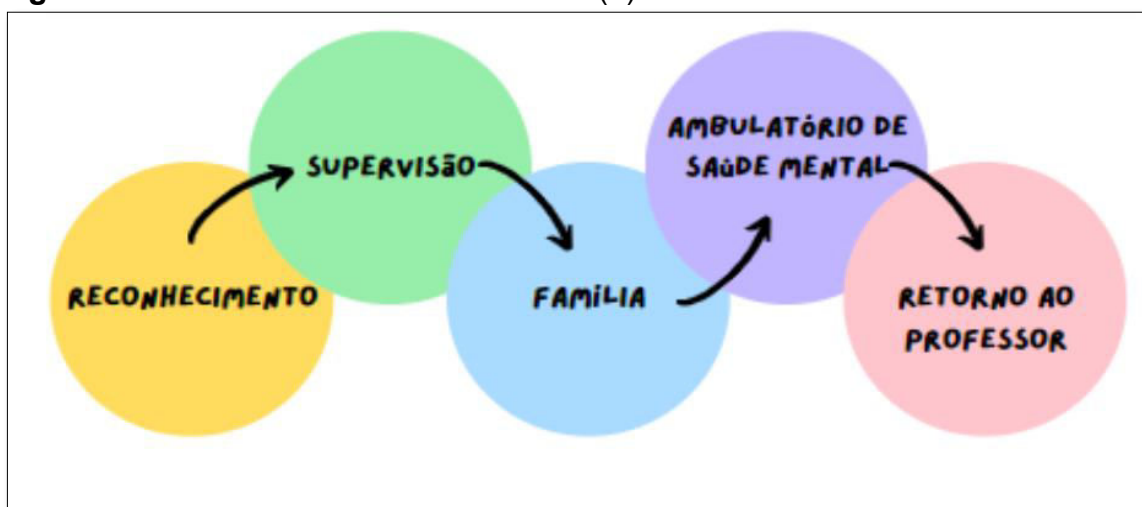 RECONHECIMENTO
SUPERVISÃO
FAMÍLIA
AMBULATÓRIO DE
SAÚDE MENTAL
RETORNO AO
PROFESSOR